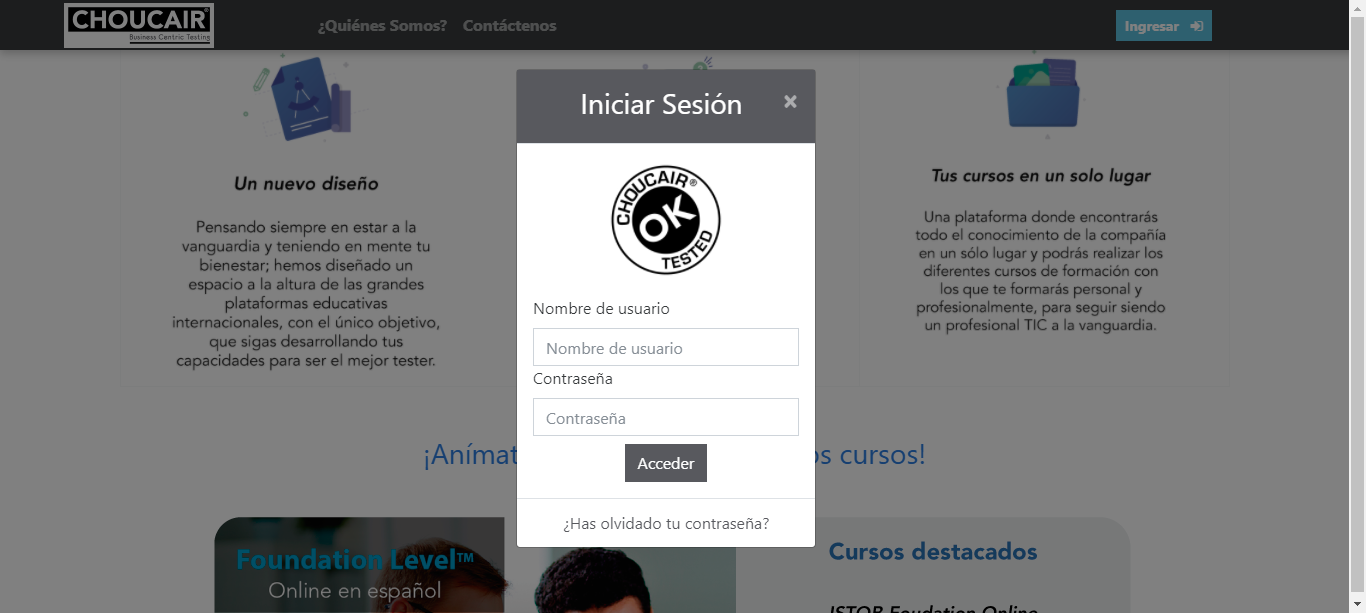 CHOUCAIR®
Business Centric Testing
¿Quiénes Somos?
Contáctenos
Ingresar
Iniciar Sesión
×
CHOUCAIR®
OK
TESTED
Nombre de usuario
Nombre de usuario
Contraseña
Contraseña
Acceder
¿Has olvidado tu contraseña?
Un nuevo diseño
Pensando siempre en estar a la
vanguardia y teniendo en mente tu
bienestar; hemos diseñado un
espacio a la altura de las grandes
plataformas educativas
internacionales, con el único objetivo,
que sigas desarrollando tus
capacidades para ser el mejor tester.
Tus cursos en un solo lugar
Una plataforma donde encontrarás
todo el conocimiento de la compañía
en un sólo lugar y podrás realizar los
diferentes cursos de formación con
los que te formarás personal y
profesionalmente, para seguir siendo
un profesional TIC a la vanguardia.
cursos!
Foundation Level™
Online en español
Cursos destacados
ISTQB Foudation Online